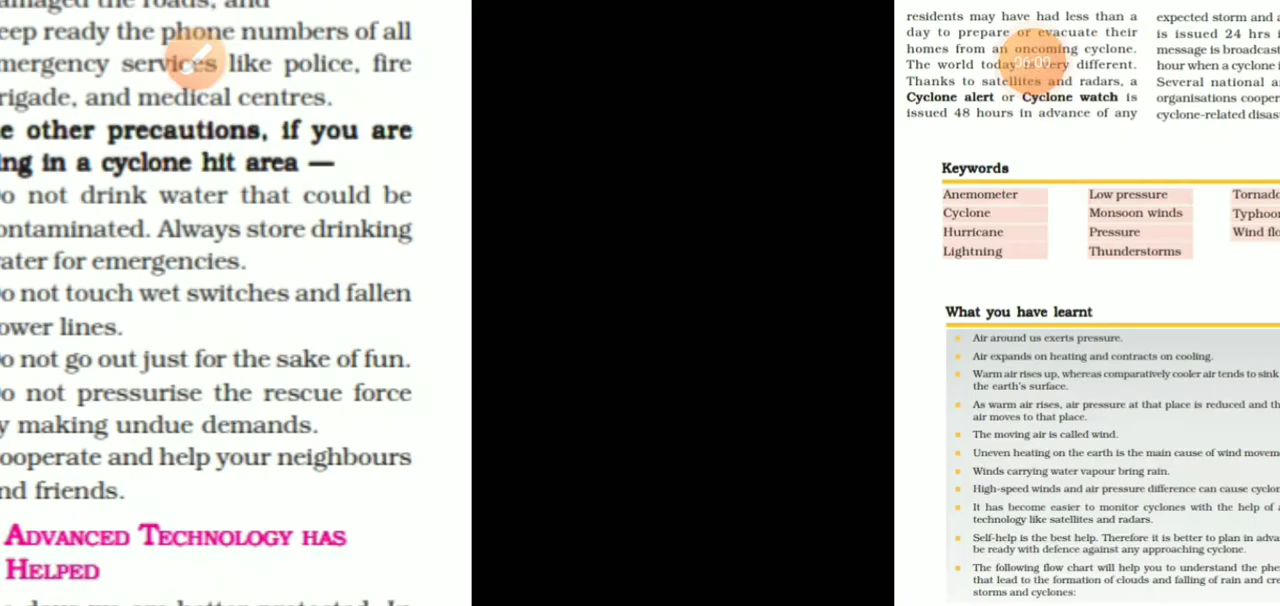 eep ready the phone numbers of all
mergency services like police, fire
rigade, and medical centres.
e other precautions, if you are
ing in a cyclone hit area —
o not drink water that could be
ontaminated. Always store drinking
ater for emergencies.
o not touch wet switches and fallen
ower lines.
o not go out just for the sake of fun.
o not pressurise the rescue force
y making undue demands.
ooperate and help your neighbours
nd friends.
ADVANCED TECHNOLOGY HAS
HELPED
residents may have had less than a
day to prepare or evacuate their
homes from an oncoming cyclone.
The world today is very different.
Thanks to satellites and radars, a
Cyclone alert or Cyclone watch is
issued 48 hours in advance of any
06:00
expected storm and a
is issued 24 hrs i
message is broadcast
hour when a cyclone i
Several national a
organisations cooper
cyclone-related disas
Keywords
Anemometer
Cyclone
Hurricane
Lightning
Low pressure
Monsoon winds
Pressure
Thunderstorms
Tornado
Typhoon
Wind flo
What you have learnt
Air around us exerts pressure.
Air expands on heating and contracts on cooling.
Warm air rises up, whereas comparatively cooler air tends to sink
the earth's surface.
As warm air rises, air pressure at that place is reduced and th
air moves to that place.
The moving air is called wind.
Uneven heating on the earth is the main cause of wind movem
Winds carrying water vapour bring rain.
High-speed winds and air pressure difference can cause cyclon
It has become easier to monitor cyclones with the help of a
technology like satellites and radars.
Self-help is the best help. Therefore it is better to plan in adva
be ready with defence against any approaching cyclone.
The following flow chart will help you to understand the phe
that lead to the formation of clouds and falling of rain and cre
storms and cyclones: